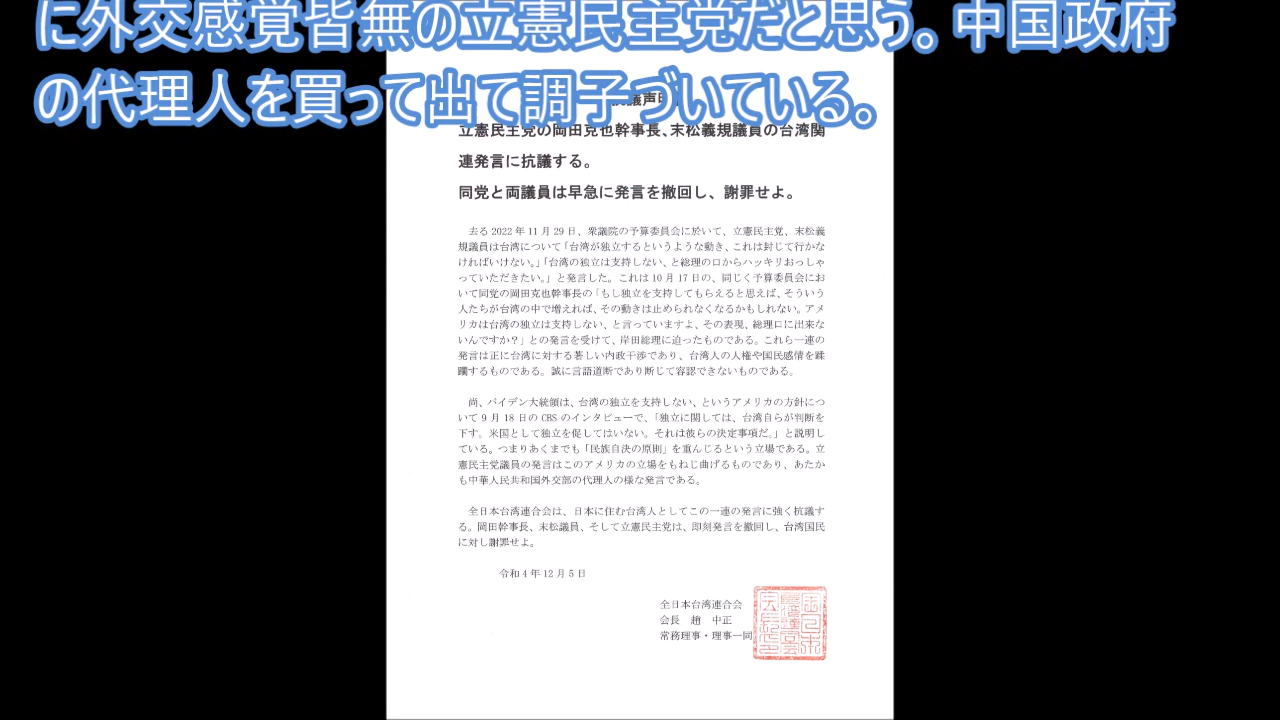 に外交感覚皆無の立憲民主党だと思う。中国政府
の代理人を買って出て調子づいている。
議声
立憲民主党の岡田克也幹事長、末松義規議員の台湾関
連発言に抗議する。
同党と両議員は早急に発言を撤回し、謝罪せよ。
去る 2022 年 11 月 29 日、衆議院の予算委員会に於いて、立憲民主党、末松義
規議員は台湾について「台湾が独立するというような動き、これは封じて行かな
ければいけない。」「台湾の独立は支持しない、と総理の口からハッキリおっしゃ
っていただきたい。」と発言した。これは 10 月 17 日の、同じく予算委員会にお
いて同党の岡田克也幹事長の「もし独立を支持してもらえると思えば、そういう
人たちが台湾の中で増えれば、その動きは止められなくなるかもしれない。アメ
リカは台湾の独立は支持しない、と言っていますよ、その表現、総理口に出来な
いんですか？」との発言を受けて、岸田総理に迫ったものである。これら一連の
発言は正に台湾に対する著しい内政干渉であり、台湾人の人権や国民感情を蹂
躙するものである。誠に言語道断であり断じて容認できないものである。
尚、バイデン大統領は、台湾の独立を支持しない、というアメリカの方針につ
いて 9 月 18 日の CBS のインタビューで、「独立に関しては、台湾自らが判断を
下す。米国として独立を促してはいない。それは彼らの決定事項だ。」と説明し
ている。つまりあくまでも「民族自決の原則」を重んじるという立場である。立
憲民主党議員の発言はこのアメリカの立場をもねじ曲げるものであり、あたか
も中華人民共和国外交部の代理人の様な発言である。
全日本台湾連合会は、日本に住む台湾人としてこの一連の発言に強く抗議す
る。岡田幹事長、末松議員、そして立憲民主党は、即刻発言を撤回し、台湾国民
に対し謝罪せよ。
令和 4 年 12 月 5 日
全日本台湾連合会
会長 趙 中正
常務理事・理事一同